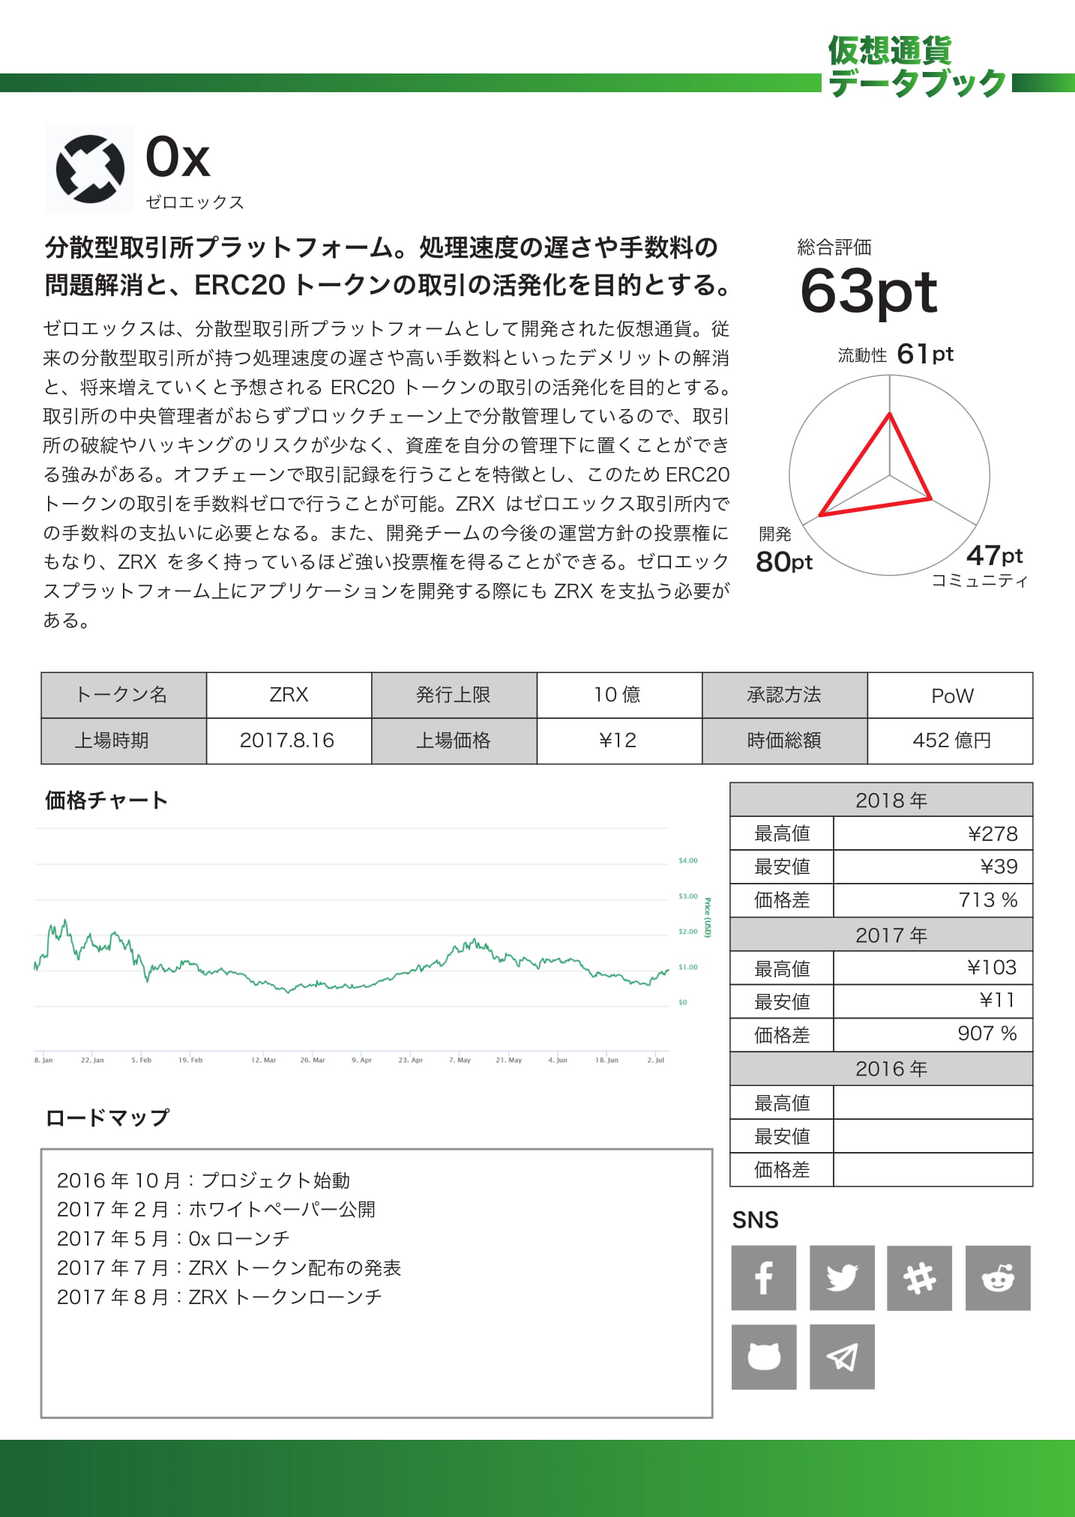 仮想通貨
データブック
0x
ゼロエックス
分散型取引所プラットフォーム。処理速度の遅さや手数料の
問題解消と、ERC20 トークンの取引の活発化を目的とする。
ゼロエックスは、分散型取引所プラットフォームとして開発された仮想通貨。従
来の分散型取引所が持つ処理速度の遅さや高い手数料といったデメリットの解消
と、将来増えていくと予想される ERC20 トークンの取引の活発化を目的とする。
取引所の中央管理者がおらずブロックチェーン上で分散管理しているので、取引
所の破綻やハッキングのリスクが少なく、資産を自分の管理下に置くことができ
る強みがある。オフチェーンで取引記録を行うことを特徴とし、このため ERC20
トークンの取引を手数料ゼロで行うことが可能。ZRX はゼロエックス取引所内で
の手数料の支払いに必要となる。また、開発チームの今後の運営方針の投票権に
もなり、ZRX を多く持っているほど強い投票権を得ることができる。ゼロエック
スプラットフォーム上にアプリケーションを開発する際にも ZRX を支払う必要が
ある。
総合評価
63pt
流動性 61pt
開発
80pt
47pt
コミュニティ
トークン名 ZRX 発行上限 10 億 承認方法 PoW
上場時期 2017.8.16 上場価格 ¥12 時価総額 452 億円
価格チャート
$4.00
$3.00
$2.00
$1.00
$0
Price (USD)
8. Jan 22. Jan 5. Feb 19. Feb 12. Mar 26. Mar 9. Apr 23. Apr 7. May 21. May 4. Jun 18. Jun 2. Jul
2018 年
最高値 ¥278
最安値 ¥39
価格差 713 %
2017 年
最高値 ¥103
最安値 ¥11
価格差 907 %
2016 年
最高値
最安値
価格差
ロードマップ
2016 年 10 月：プロジェクト始動
2017 年 2 月：ホワイトペーパー公開
2017 年 5 月：0x ローンチ
2017 年 7 月：ZRX トークン配布の発表
2017 年 8 月：ZRX トークンローンチ
SNS